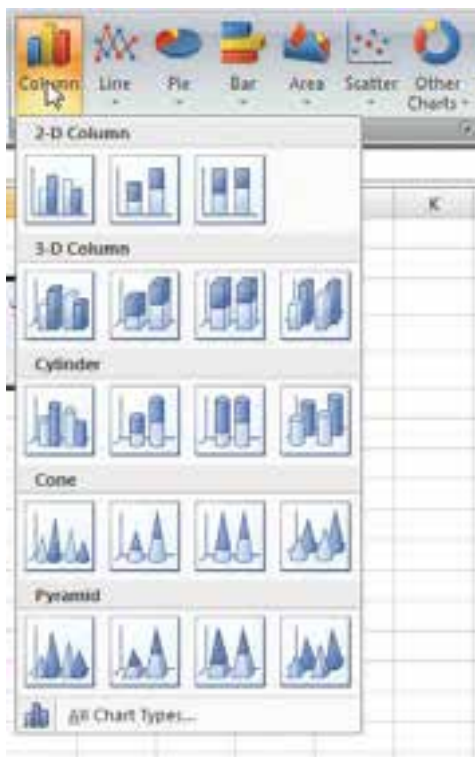 Column Line Pie Bar Area Scatter Other
Charts
2-D Column
K
3-D Column
Cylinder
Cone
Pyramid
All Chart Types...